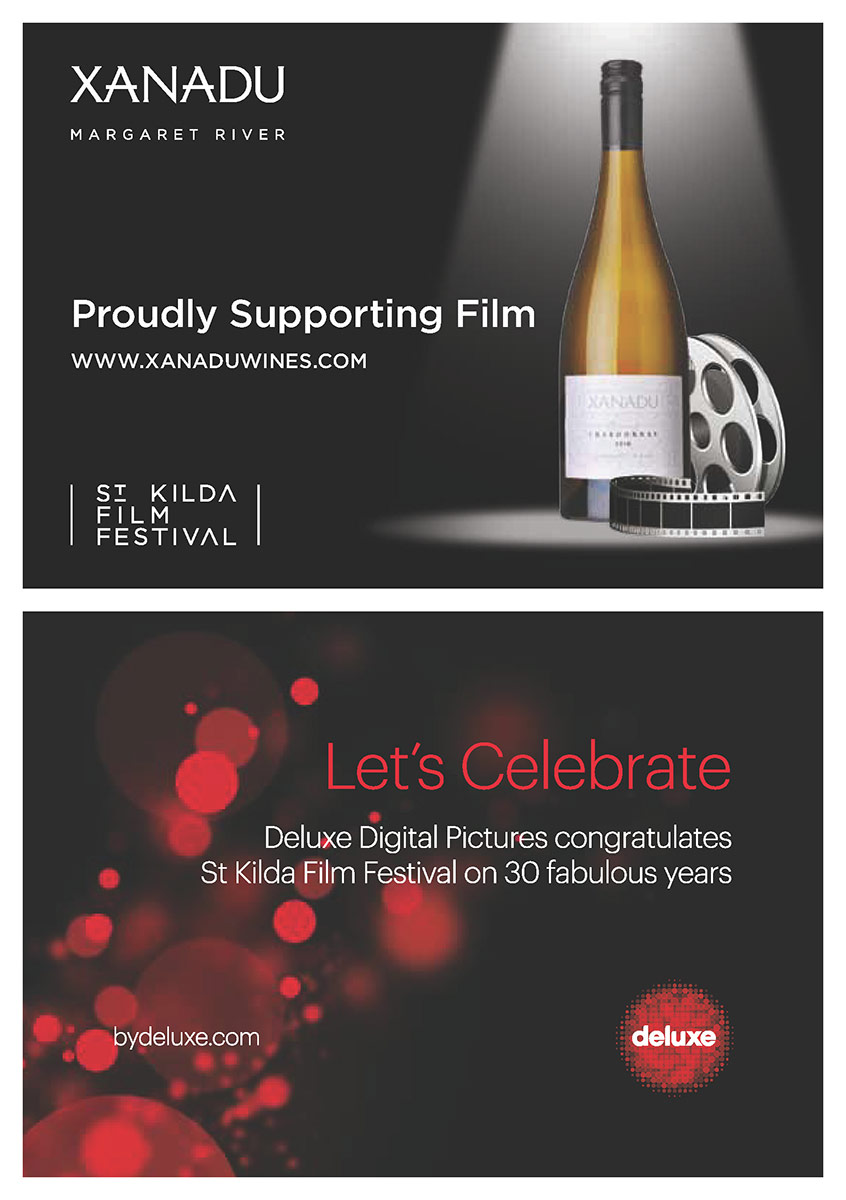 XANADU
MARGARET RIVER
Proudly Supporting Film
WWW.XANADUWINES.COM
XANADU
CHARDONNAY
ST KILDA
FILM
FESTIVAL
Let's Celebrate
Deluxe Digital Pictures congratulates
St Kilda Film Festival on 30 fabulous years
bydeluxe.com
deluxe